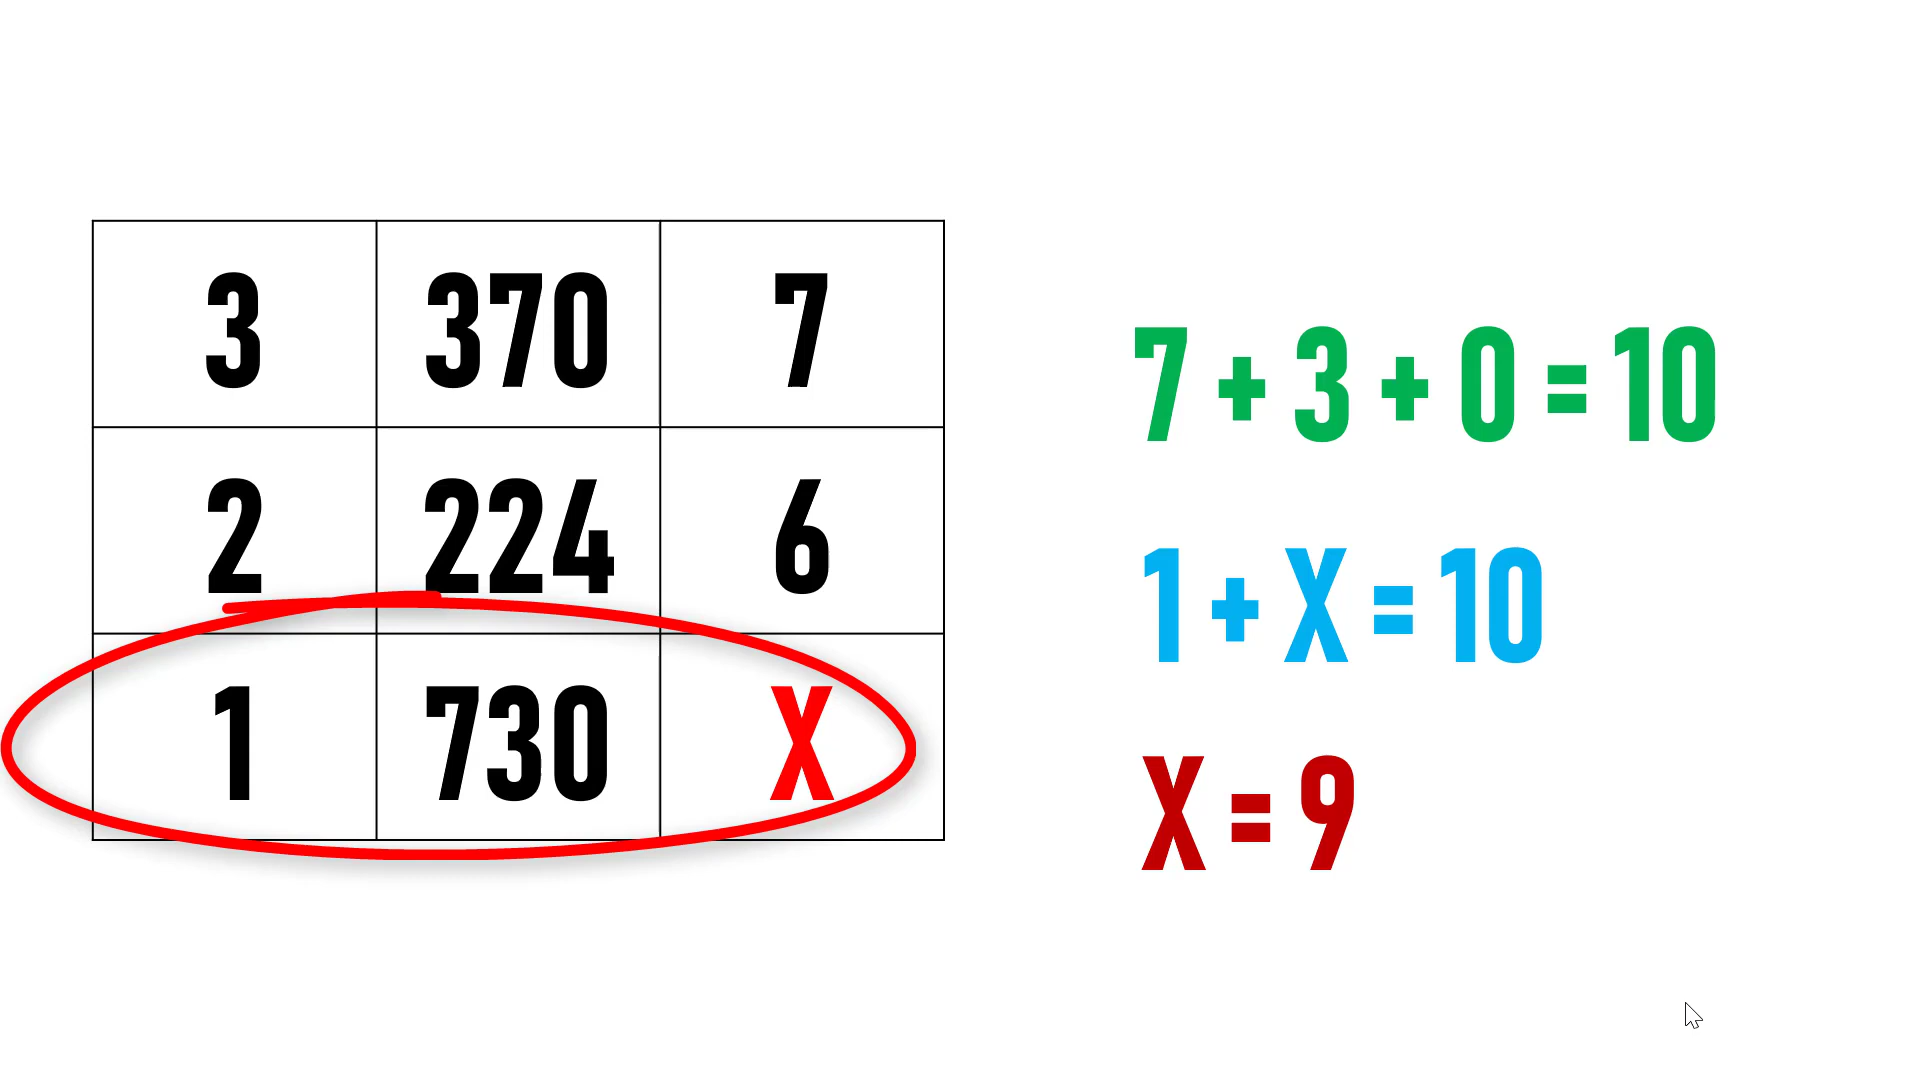 3 370 7
2 224 6
1 730 X
7 + 3 + 0 = 10
1 + X = 10
X = 9